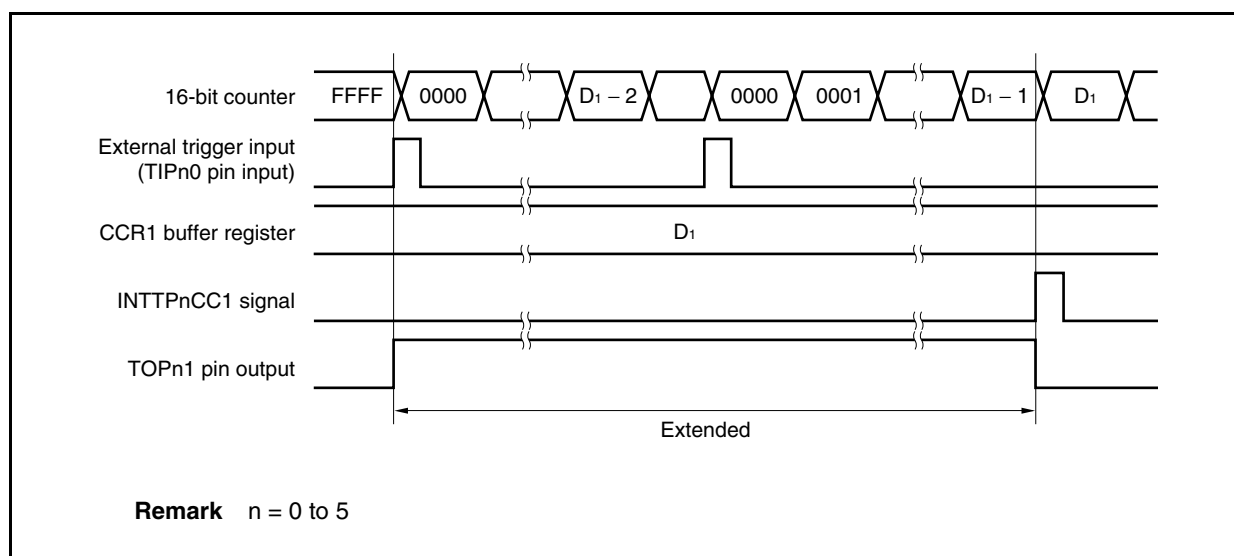 16-bit counter FFFF 0000 D1 − 2 0000 0001 D1 − 1 D1
External trigger input
(TIPn0 pin input)
CCR1 buffer register D1
INTTPnCC1 signal
TOPn1 pin output
Extended
Remark n = 0 to 5